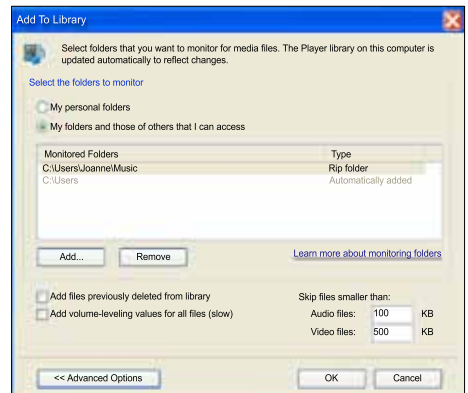 Add To Library
Select folders that you want to monitor for media files. The Player library on this computer is
updated automatically to reflect changes.
Select the folders to monitor
My personal folders
My folders and those of others that I can access
Monitored Folders Type
C:\Users\Joanne\Music Rip folder
C:\Users Automatically added
Add... Remove Learn more about monitoring folders
Add files previously deleted from library Skip files smaller than:
Add volume-leveling values for all files (slow) Audio files: 100 KB
Video files: 500 KB
<< Advanced Options OK Cancel